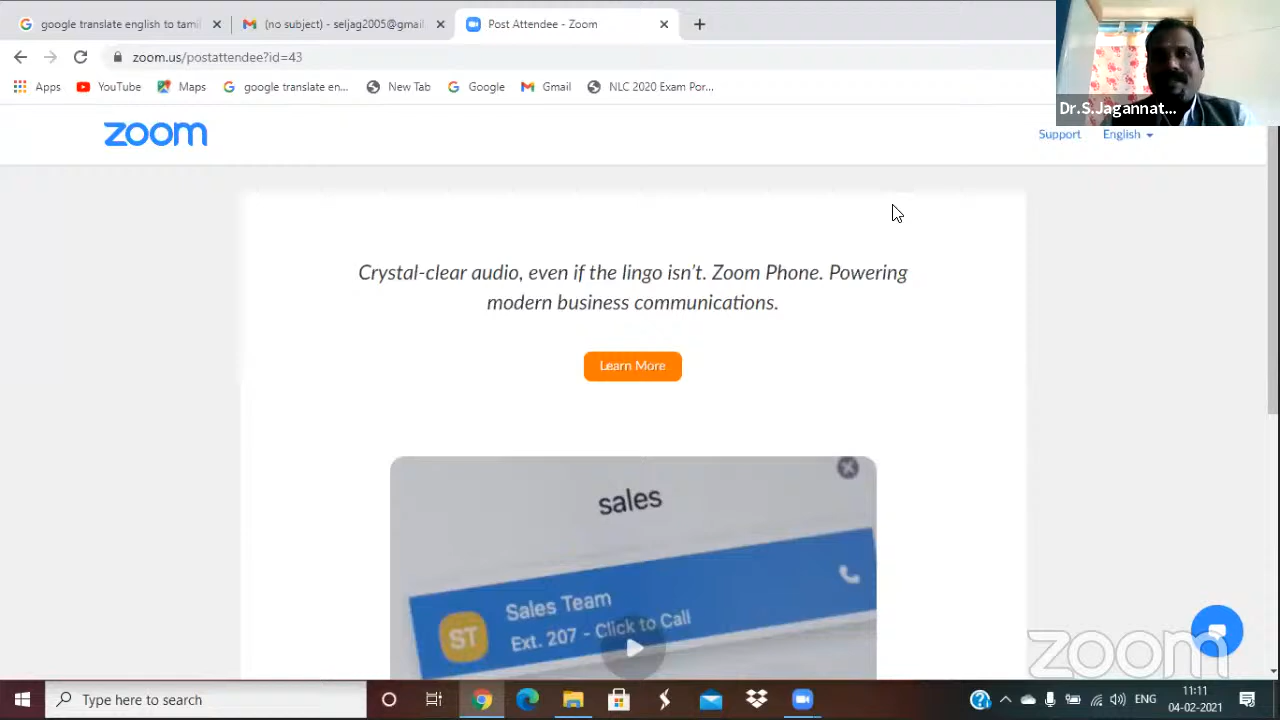 google translate english to tamil
(no subject) - seljag2005@gmail
Post Attendee - Zoom
zoom.us/postattendee?id=43
Apps
YouTube
Maps
google translate en...
New Tab
Google
Gmail
NLC 2020 Exam Por...
Dr.S.Jagannat...
zoom
Support
English
Crystal-clear audio, even if the lingo isn't. Zoom Phone. Powering
modern business communications.
Learn More
sales
ST
Sales Team
Ext. 207 - Click to Call
zoom
Type here to search
ENG
11:11
04-02-2021